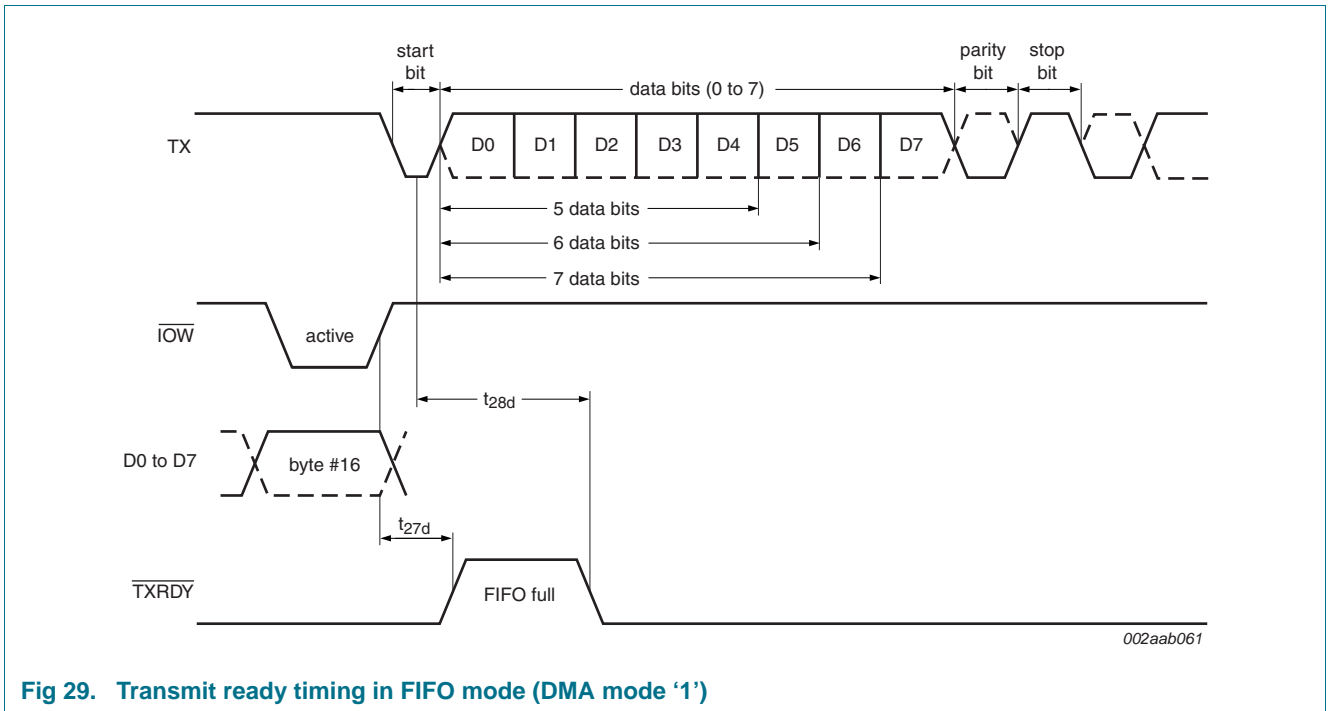 start
bit
data bits (0 to 7)
parity
bit
stop
bit
TX
D0
D1
D2
D3
D4
D5
D6
D7
5 data bits
6 data bits
7 data bits
IOW
active
t28d
D0 to D7
byte #16
t27d
TXRDY
FIFO full
002aab061
Fig 29. Transmit ready timing in FIFO mode (DMA mode ‘1’)